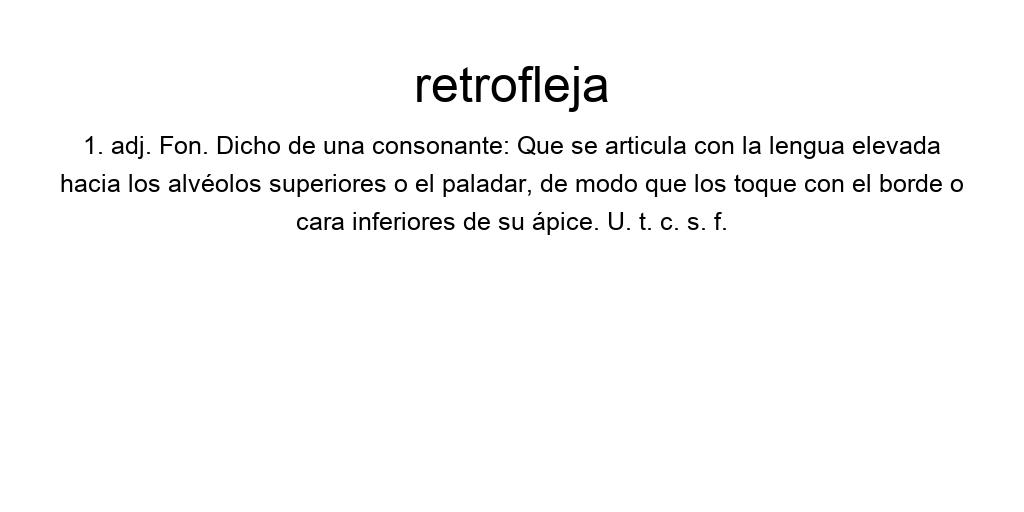 retrofleja
1. adj. Fon. Dicho de una consonante: Que se articula con la lengua elevada
hacia los alvéolos superiores o el paladar, de modo que los toque con el borde o
cara inferiores de su ápice. U. t. c. s. f.